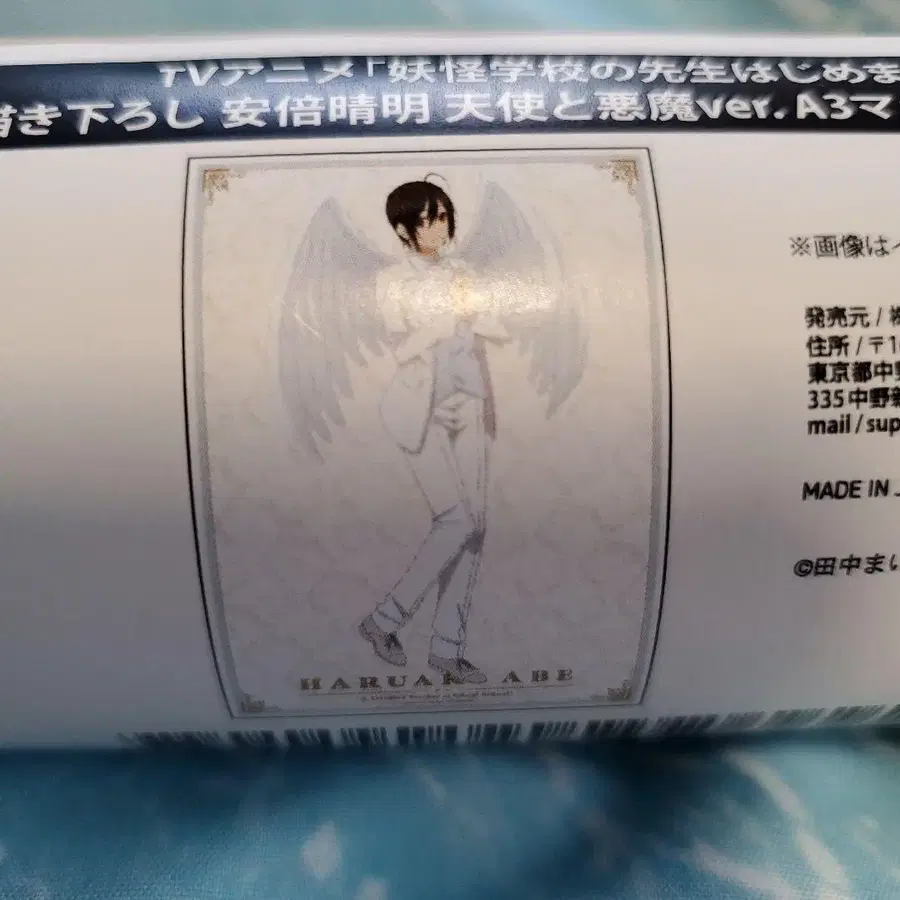 TVアニメ「妖怪学校の先生はじめま
描き下ろし 安倍晴明 天使と悪魔ver. A3マ
HARUAK ABE
※画像は
発売元 /
住所 / 〒1
東京都中野
335 中野
mail / sup
MADE IN
©田中まい